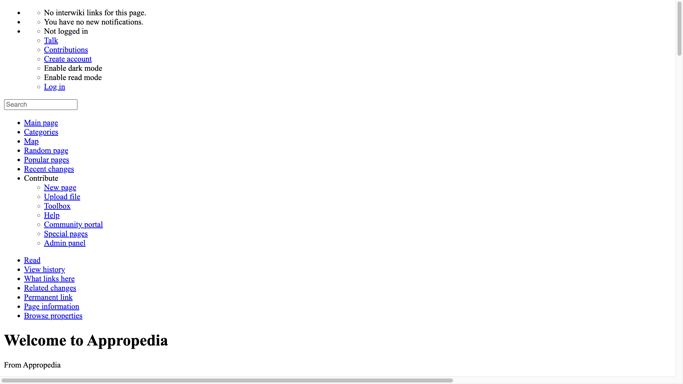 No interwiki links for this page.
You have no new notifications.
Not logged in
Talk
Contributions
Create account
Enable dark mode
Enable read mode
Log in
Search
Main page
Categories
Map
Random page
Popular pages
Recent changes
Contribute
New page
Upload file
Toolbox
Help
Community portal
Special pages
Admin panel
Read
View history
What links here
Related changes
Permanent link
Page information
Browse properties
Welcome to Appropedia
From Appropedia